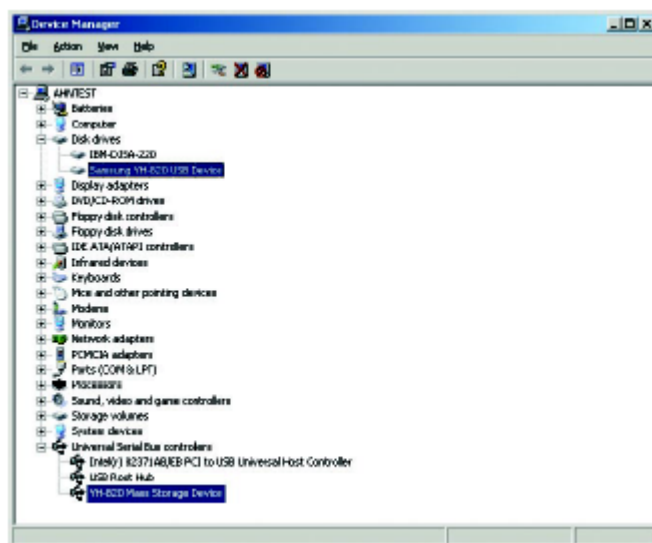 Device Manager
File Action View Help
AHNTEST
Batteries
Computer
Disk drives
IBM-DJSA-220
Samsung YH-820 USB Device
Display adapters
DVD/CD-ROM drives
Floppy disk controllers
Floppy disk drives
IDE ATA/ATAPI controllers
Infrared devices
Keyboards
Mice and other pointing devices
Modems
Monitors
Network adapters
PCMCIA adapters
Ports (COM & LPT)
Processors
Sound, video and game controllers
Storage volumes
System devices
Universal Serial Bus controllers
Intel(r) 82371AB/EB PCI to USB Universal Host Controller
USB Root Hub
YH-820 Mass Storage Device